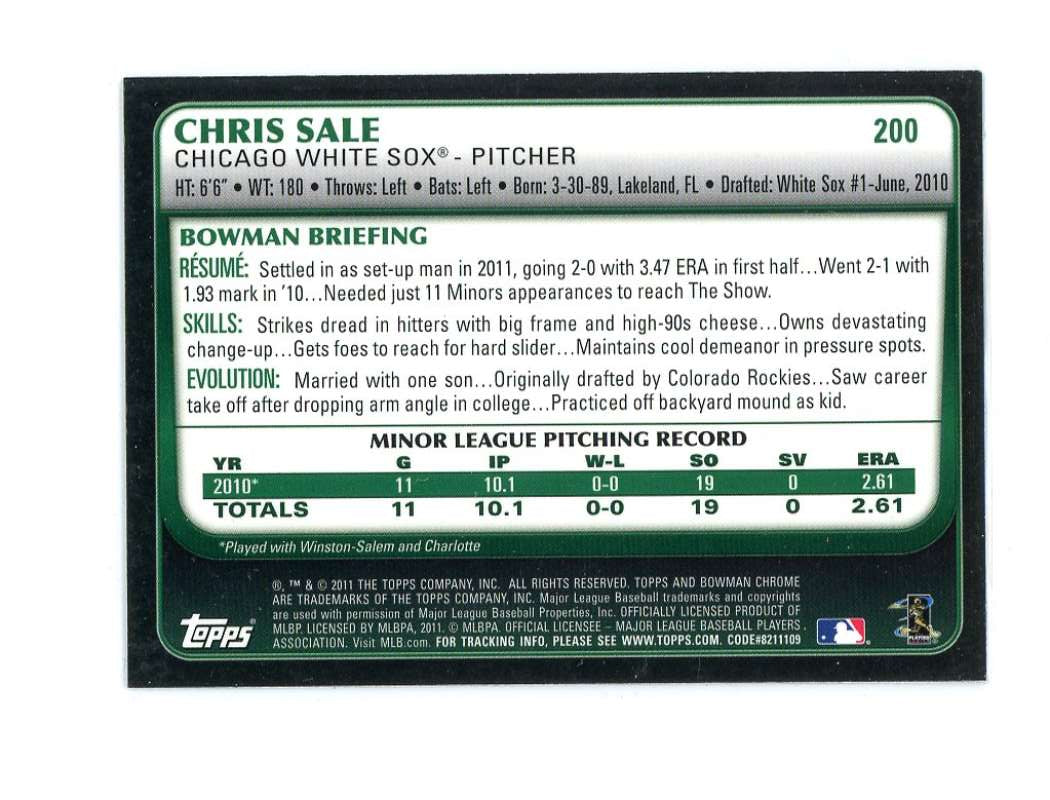 CHRIS SALE 200
CHICAGO WHITE SOX® - PITCHER
HT: 6'6" • WT: 180 • Throws: Left • Bats: Left • Born: 3-30-89, Lakeland, FL • Drafted: White Sox #1-June, 2010
BOWMAN BRIEFING
RÉSUMÉ: Settled in as set-up man in 2011, going 2-0 with 3.47 ERA in first half...Went 2-1 with
1.93 mark in '10...Needed just 11 Minors appearances to reach The Show.
SKILLS: Strikes dread in hitters with big frame and high-90s cheese...Owns devastating
change-up...Gets foes to reach for hard slider...Maintains cool demeanor in pressure spots.
EVOLUTION: Married with one son...Originally drafted by Colorado Rockies...Saw career
take off after dropping arm angle in college...Practiced off backyard mound as kid.
MINOR LEAGUE PITCHING RECORD
YR G IP W-L SO SV ERA
2010* 11 10.1 0-0 19 0 2.61
TOTALS 11 10.1 0-0 19 0 2.61
*Played with Winston-Salem and Charlotte
®, ™ & © 2011 THE TOPPS COMPANY, INC. ALL RIGHTS RESERVED. TOPPS AND BOWMAN CHROME
ARE TRADEMARKS OF THE TOPPS COMPANY, INC. Major League Baseball trademarks and copyrights
are used with permission of Major League Baseball Properties, Inc. OFFICIALLY LICENSED PRODUCT OF
MLBP. LICENSED BY MLBPA, 2011. © MLBPA. OFFICIAL LICENSEE – MAJOR LEAGUE BASEBALL PLAYERS
ASSOCIATION. Visit MLB.com. FOR TRACKING INFO, PLEASE SEE WWW.TOPPS.COM. CODE#8211109
Topps®